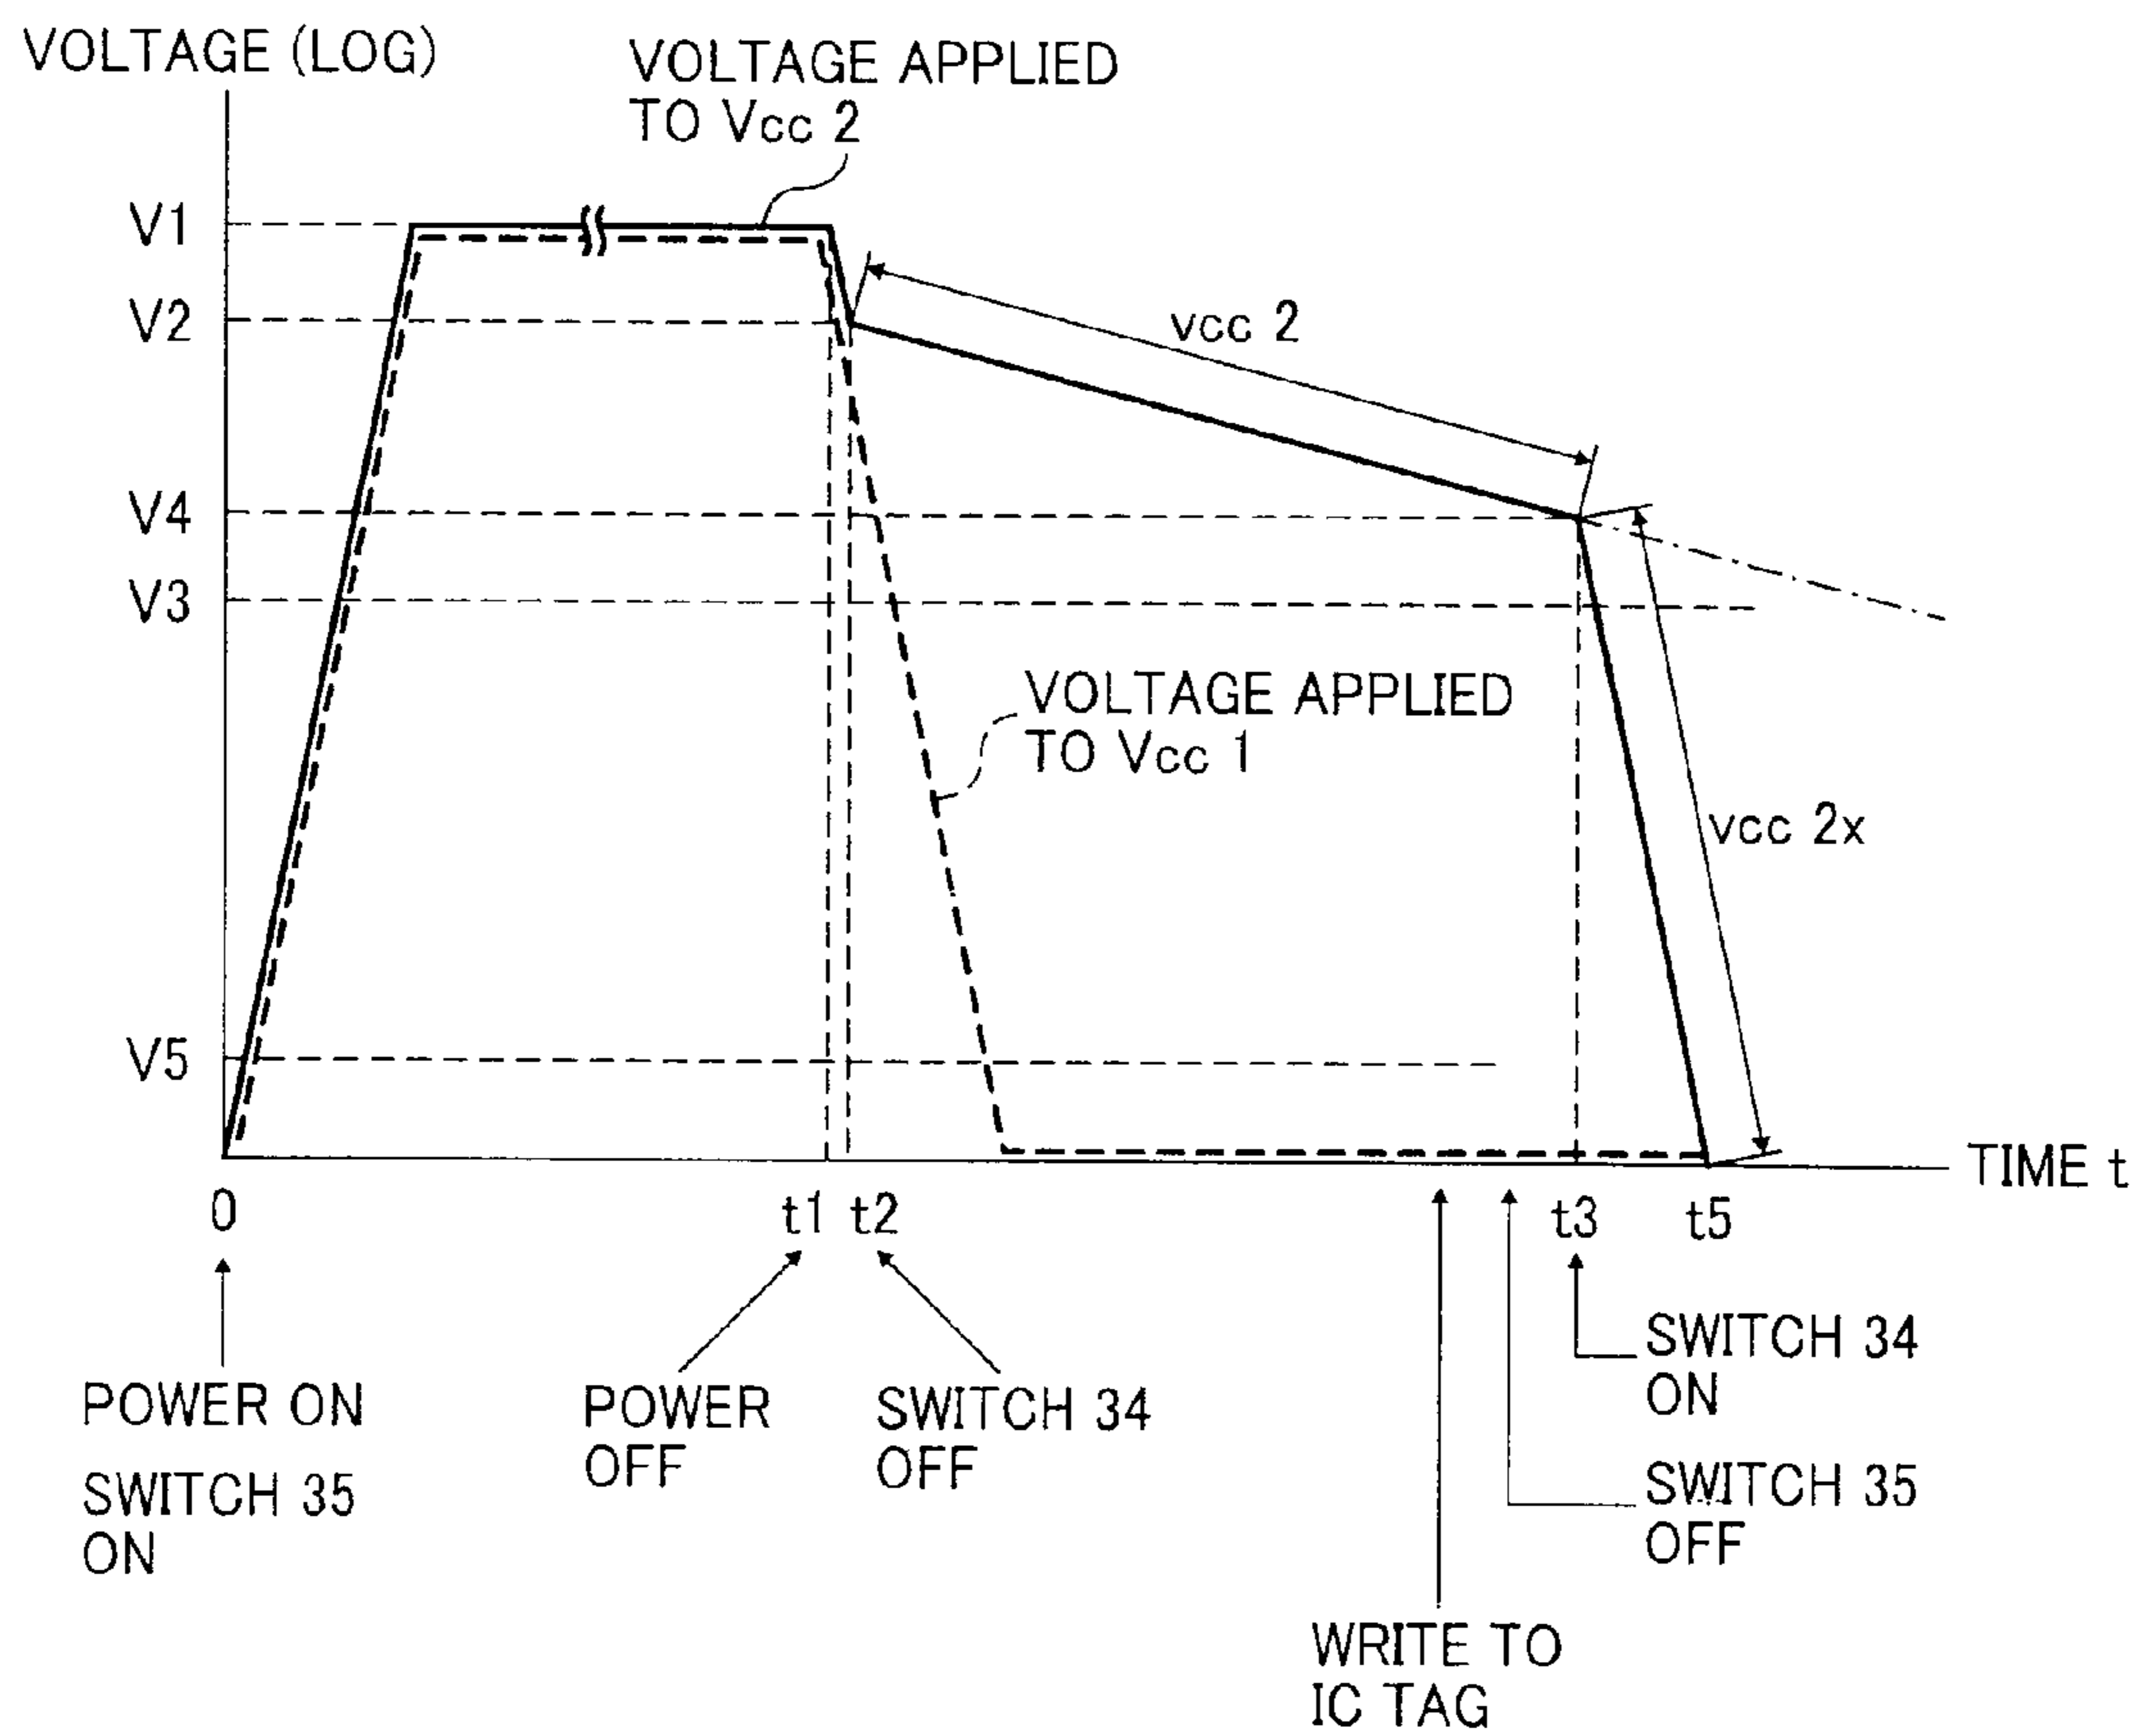 VOLTAGE (LOG)
VOLTAGE APPLIED
TO Vcc 2
V1
V2
vcc 2
V4
V3
VOLTAGE APPLIED
TO Vcc 1
vcc 2x
V5
TIME t
0
t1
t2
t3
t5
POWER ON
SWITCH 35
ON
POWER
OFF
SWITCH 34
OFF
SWITCH 34
ON
SWITCH 35
OFF
WRITE TO
IC TAG